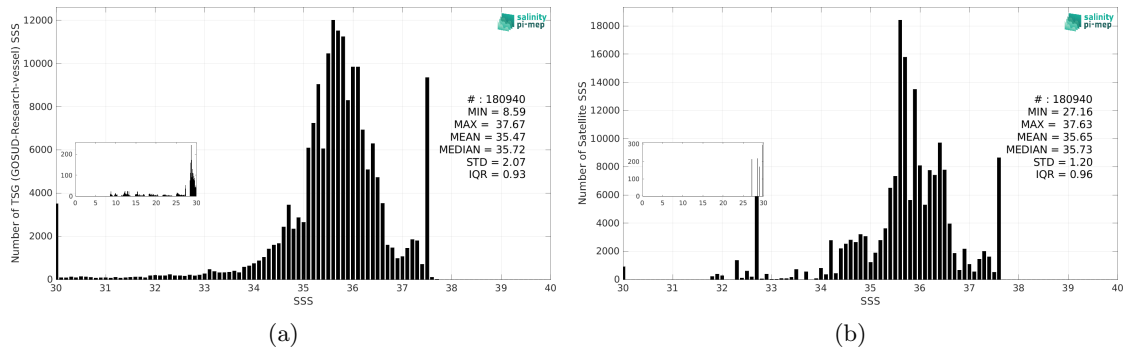 12000
10000
8000
6000
4000
2000
0
30 31 32 33 34 35 36 37 38 39 40
SSS
Number of TSG (GOSUD-Research-vessel) SSS
salinity
pi-mep
# : 180940
MIN = 8.59
MAX = 37.67
MEAN = 35.47
MEDIAN = 35.72
STD = 2.07
IQR = 0.93
200
100
0
0 5 10 15 20 25 30
(a)
18000
16000
14000
12000
10000
8000
6000
4000
2000
0
30 31 32 33 34 35 36 37 38 39 40
SSS
Number of Satellite SSS
salinity
pi-mep
# : 180940
MIN = 27.16
MAX = 37.63
MEAN = 35.65
MEDIAN = 35.73
STD = 1.20
IQR = 0.96
300
200
100
0
0 5 10 15 20 25 30
(b)